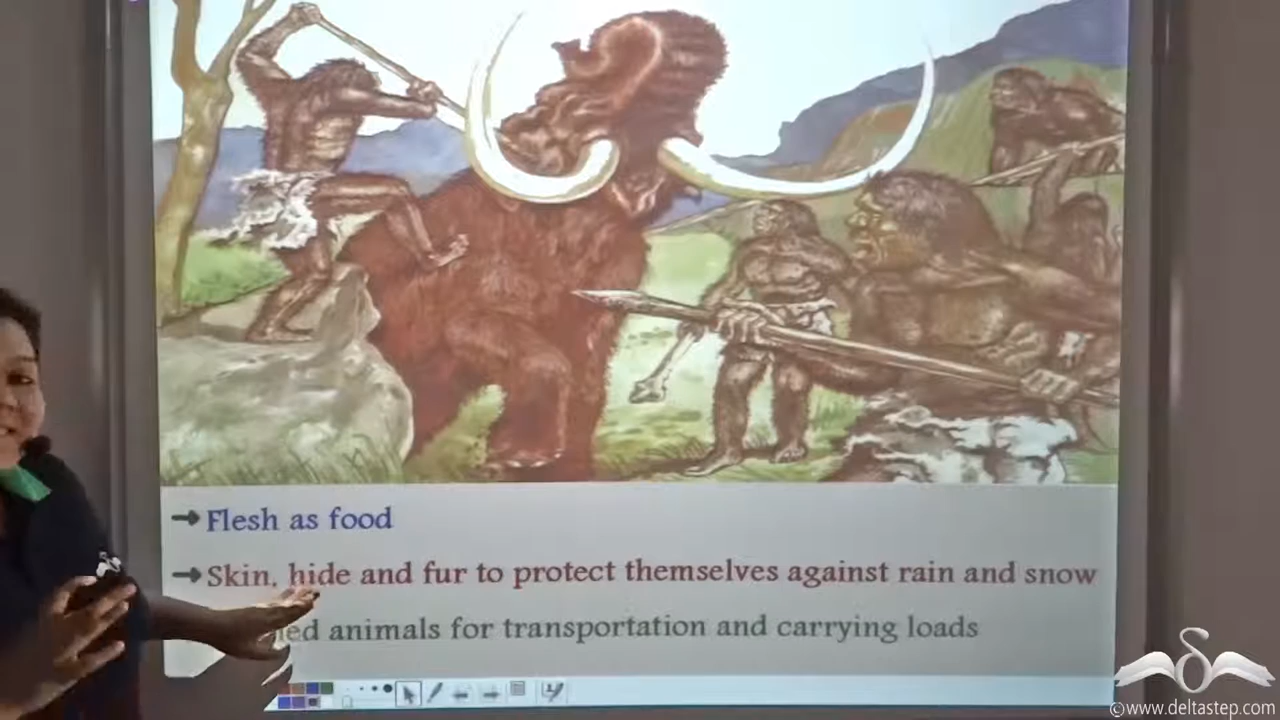 →Flesh as food
→Skin, hide and fur to protect themselves against rain and snow
animals for transportation and carrying loads
©www.deltastep.com